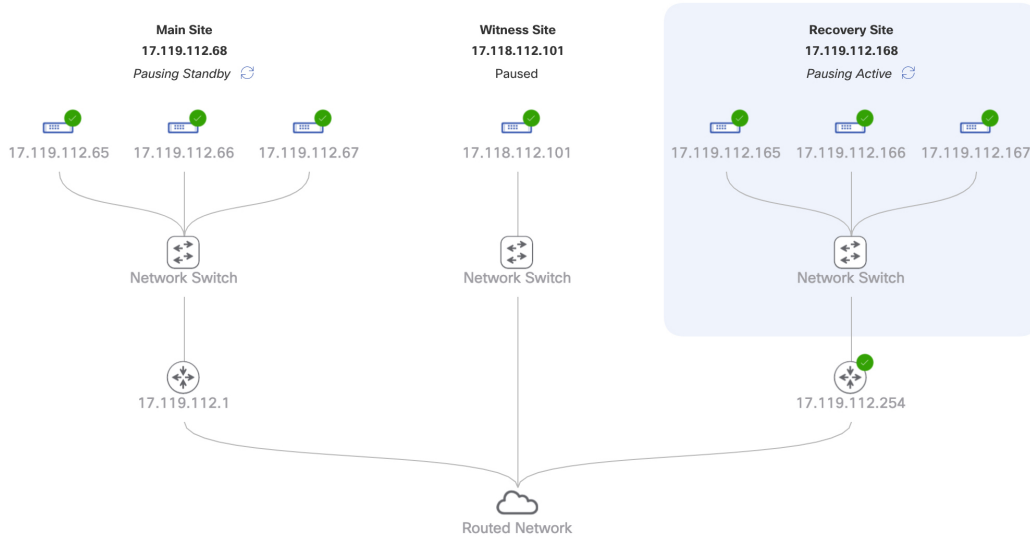 Main Site
17.119.112.68
Pausing Standby
Witness Site
17.118.112.101
Paused
Recovery Site
17.119.112.168
Pausing Active
17.119.112.65
17.119.112.66
17.119.112.67
17.118.112.101
17.119.112.165
17.119.112.166
17.119.112.167
Network Switch
Network Switch
Network Switch
17.119.112.1
17.119.112.254
Routed Network